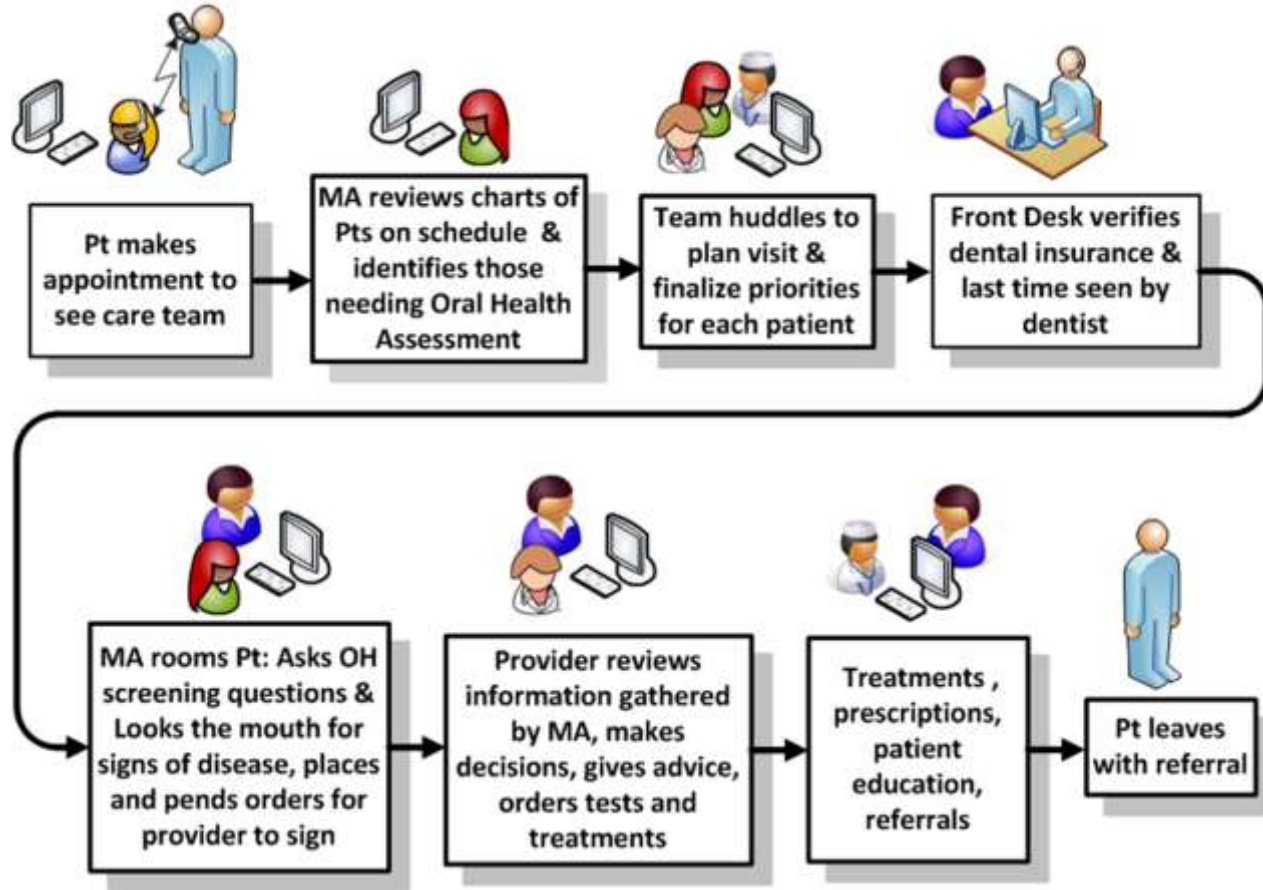 Pt makes
appointment to
see care team
MA reviews charts of
Pts on schedule & 
identifies those
needing Oral Health
Assessment
Team huddles to
plan visit &
finalize priorities
for each patient
Front Desk verifies
dental insurance &
last time seen by
dentist
MA rooms Pt: Asks OH
screening questions &
Looks the mouth for
signs of disease, places
and pends orders for
provider to sign
Provider reviews
information gathered
by MA, makes
decisions, gives advice,
orders tests and
treatments
Treatments ,
prescriptions,
patient
education,
referrals
Pt leaves
with referral